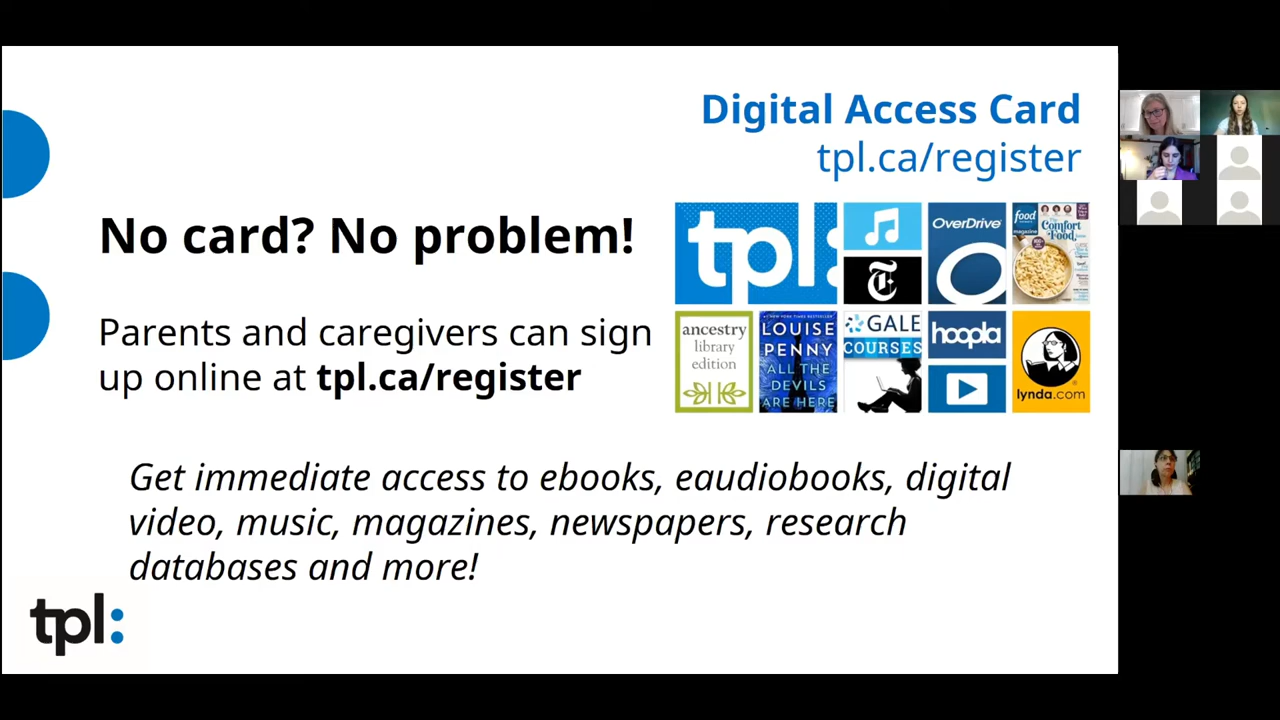 Digital Access Card
tpl.ca/register
No card? No problem!
Parents and caregivers can sign
up online at tpl.ca/register
tpl:
T
OverDrive
food
magazine
Comfort
Food
ancestry
library
edition
LOUISE
PENNY
ALL THE
DEVILS
ARE HERE
GALE
COURSES
hoopla
lynda.com
Get immediate access to ebooks, eaudiobooks, digital
video, music, magazines, newspapers, research
databases and more!
tpl: